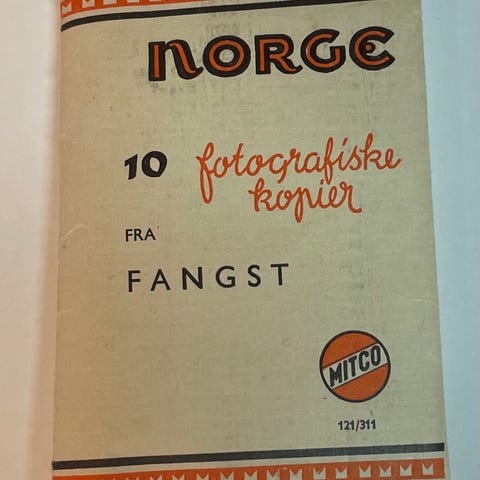 NORGE
10 fotografiske
kopier
FRA
FANGST
MITCO
121/311